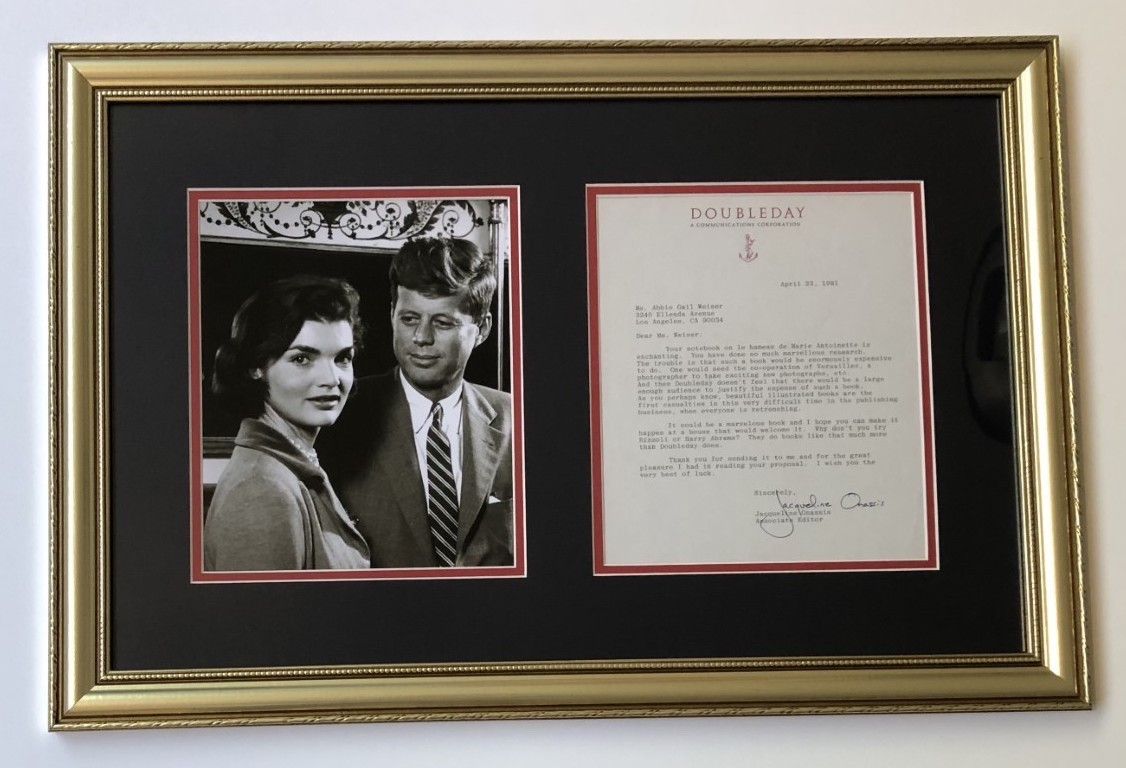 DOUBLEDAY
A COMMUNICATIONS CORPORATION
April 23, 1981
Ms. Abbie Gail Weiser
3240 Ellenda Avenue
Los Angeles, CA 90034
Dear Ms. Weiser:
Your notebook on le hameau de Marie Antoinette is
enchanting. You have done so much marvellous research.
The trouble is that such a book would be enormously expensive
to do. One would need the co-operation of Versailles, a
photographer to take exciting new photographs, etc.
And then Doubleday doesn't feel that there would be a large
enough audience to justify the expense of such a book.
As you perhaps know, beautiful illustrated books are the
first casualties in this very difficult time in the publishing
business, when everyone is retrenching.
It could be a marvelous book and I hope you can make it
happen at a house that would welcome it. Why don't you try
Rizzoli or Harry Abrams? They do books like that much more
than Doubleday does.
Thank you for sending it to me and for the great
pleasure I had in reading your proposal. I wish you the
very best of luck.
Sincerely,
Jacqueline Onassis
Jacqueline Onassis
Associate Editor